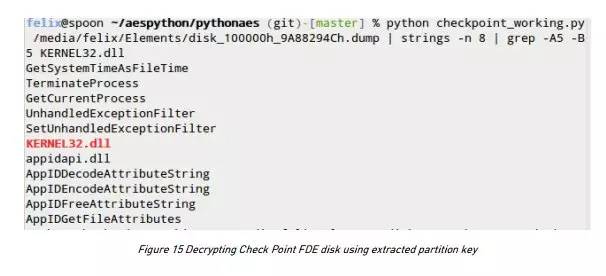 felix@spoon ~/aespython/pythonaes (git)-[master] % python checkpoint_working.py
/media/felix/Elements/disk_100000h_9A88294Ch.dump | strings -n 8 | grep -A5 -B
5 KERNEL32.dll
GetSystemTimeAsFileTime
TerminateProcess
GetCurrentProcess
UnhandledExceptionFilter
SetUnhandledExceptionFilter
KERNEL32.dll
appidapi.dll
AppIDDecodeAttributeString
AppIDEncodeAttributeString
AppIDFreeAttributeString
AppIDGetFileAttributes
Figure 15 Decrypting Check Point FDE disk using extracted partition key